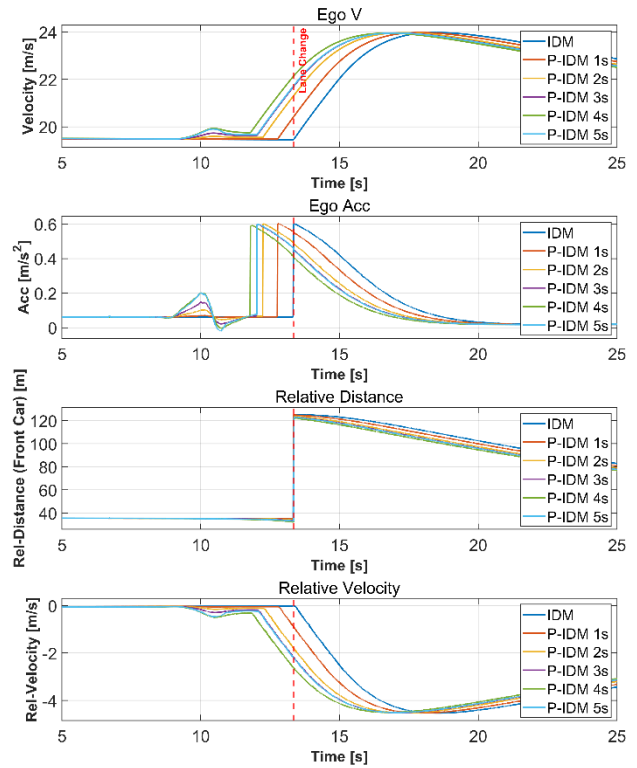 Ego V
Velocity [m/s]
24
22
20
Lane Change
IDM
P-IDM 1s
P-IDM 2s
P-IDM 3s
P-IDM 4s
P-IDM 5s
5 10 15 20 25
Time [s]
Ego Acc
Acc [m/s²]
0.6
0.4
0.2
0
IDM
P-IDM 1s
P-IDM 2s
P-IDM 3s
P-IDM 4s
P-IDM 5s
5 10 15 20 25
Time [s]
Relative Distance
Rel-Distance (Front Car) [m]
120
100
80
60
40
IDM
P-IDM 1s
P-IDM 2s
P-IDM 3s
P-IDM 4s
P-IDM 5s
5 10 15 20 25
Time [s]
Relative Velocity
Rel-Velocity [m/s]
0
-2
-4
IDM
P-IDM 1s
P-IDM 2s
P-IDM 3s
P-IDM 4s
P-IDM 5s
5 10 15 20 25
Time [s]